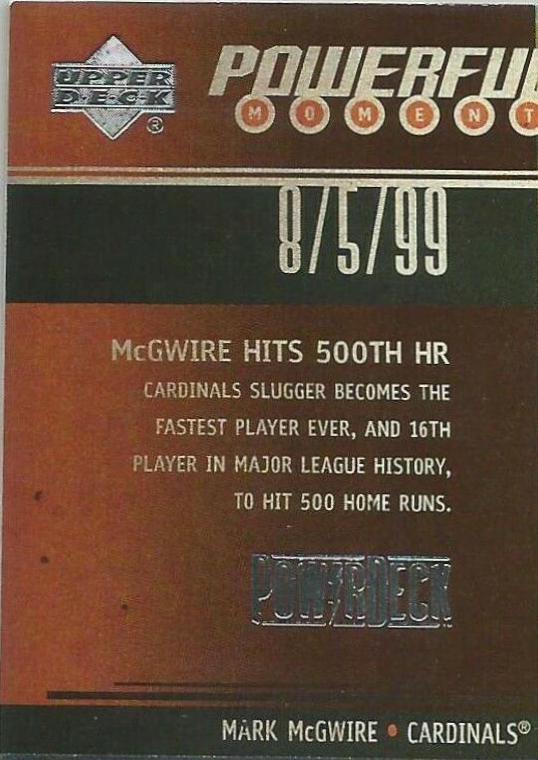 UPPER
DECK®
POWERFUL
MOMENT
8/5/99
McGWIRE HITS 500TH HR
CARDINALS SLUGGER BECOMES THE
FASTEST PLAYER EVER, AND 16TH
PLAYER IN MAJOR LEAGUE HISTORY,
TO HIT 500 HOME RUNS.
POWERDECK
MARK McGWIRE • CARDINALS®